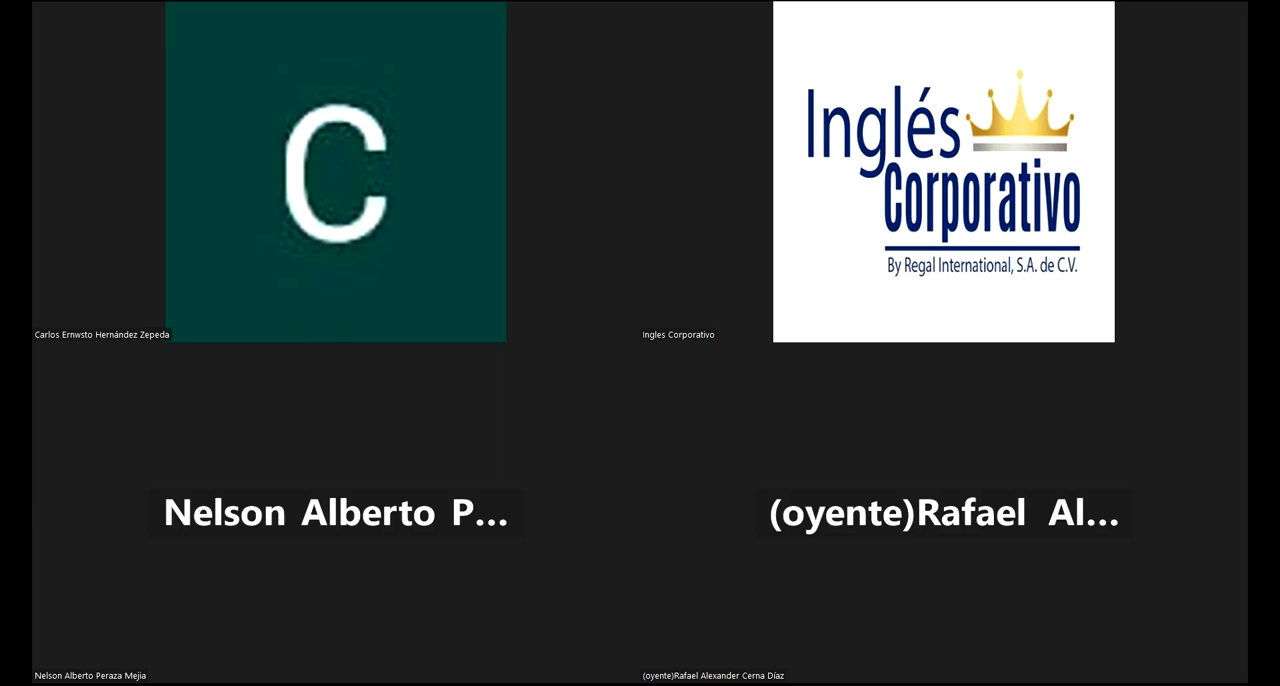 C
Inglés
Corporativo
By Regal International, S.A. de C.V.
Carlos Ernwsto Hernández Zepeda
Ingles Corporativo
Nelson Alberto P...
(oyente)Rafael Al...
Nelson Alberto Peraza Mejia
(oyente)Rafael Alexander Cerna Díaz